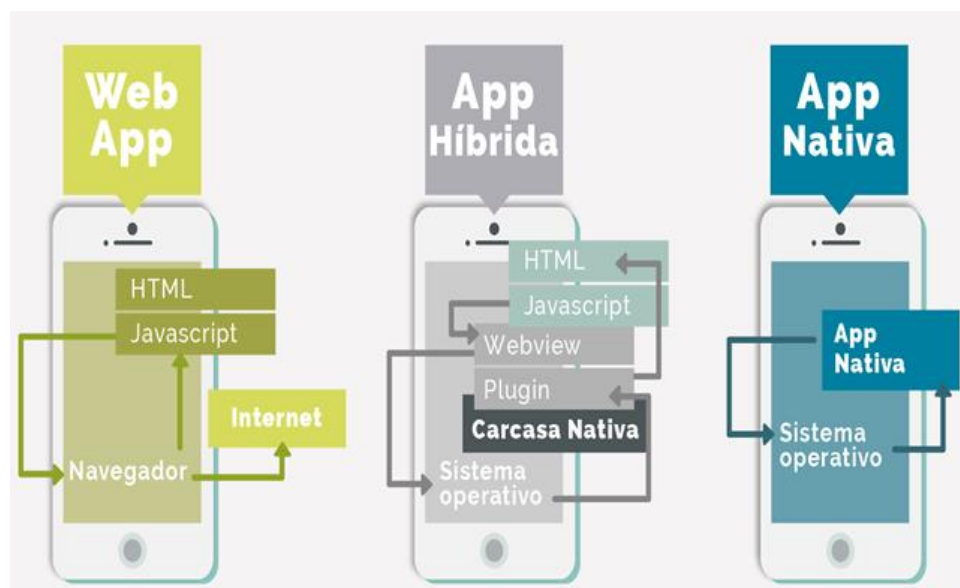 Web
App
HTML
Javascript
Internet
Navegador
App
Híbrida
HTML
Javascript
Webview
Plugin
Carcasa Nativa
Sistema
operativo
App
Nativa
App
Nativa
Sistema
operativo